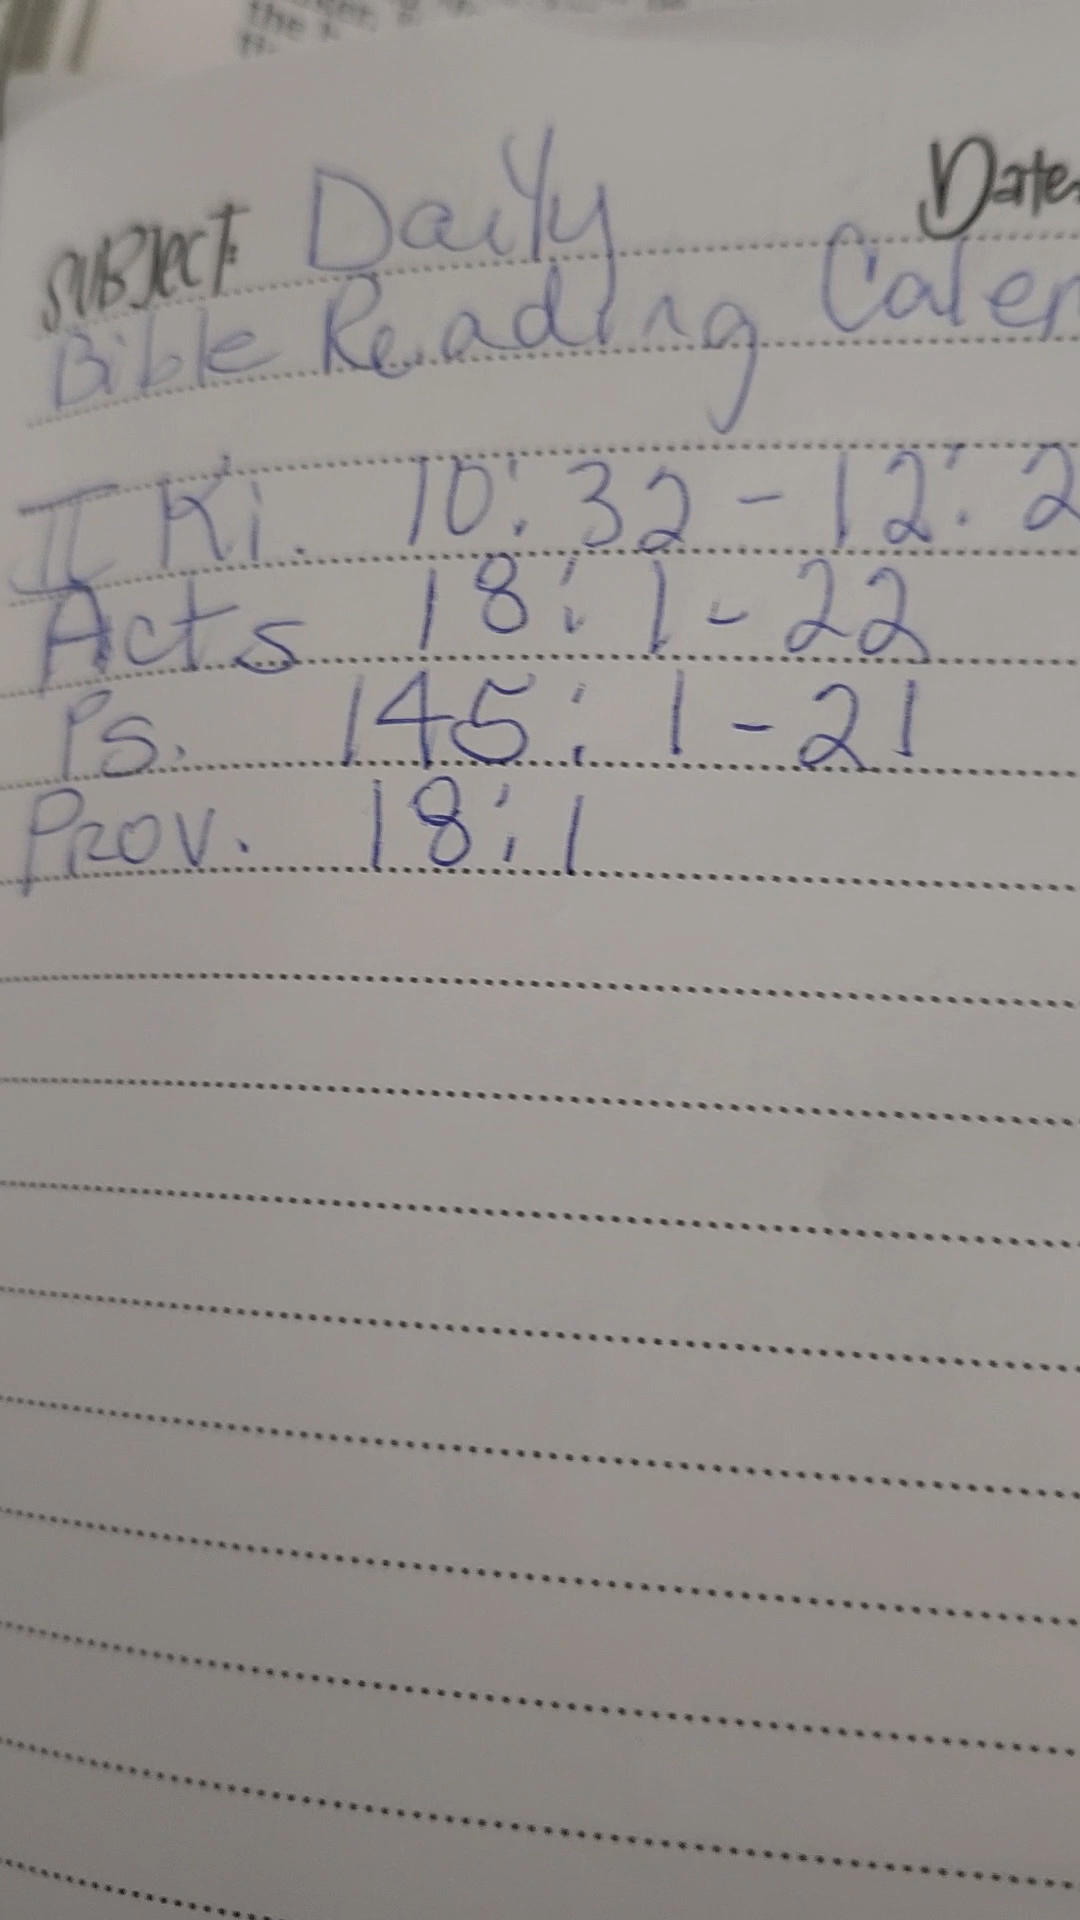 the
SUBJECT: Daily Date:
Bible Reading Calen
II Ki. 10:32-12:2
Acts 18:1-22
Ps. 145:1-21
Prov. 18:1